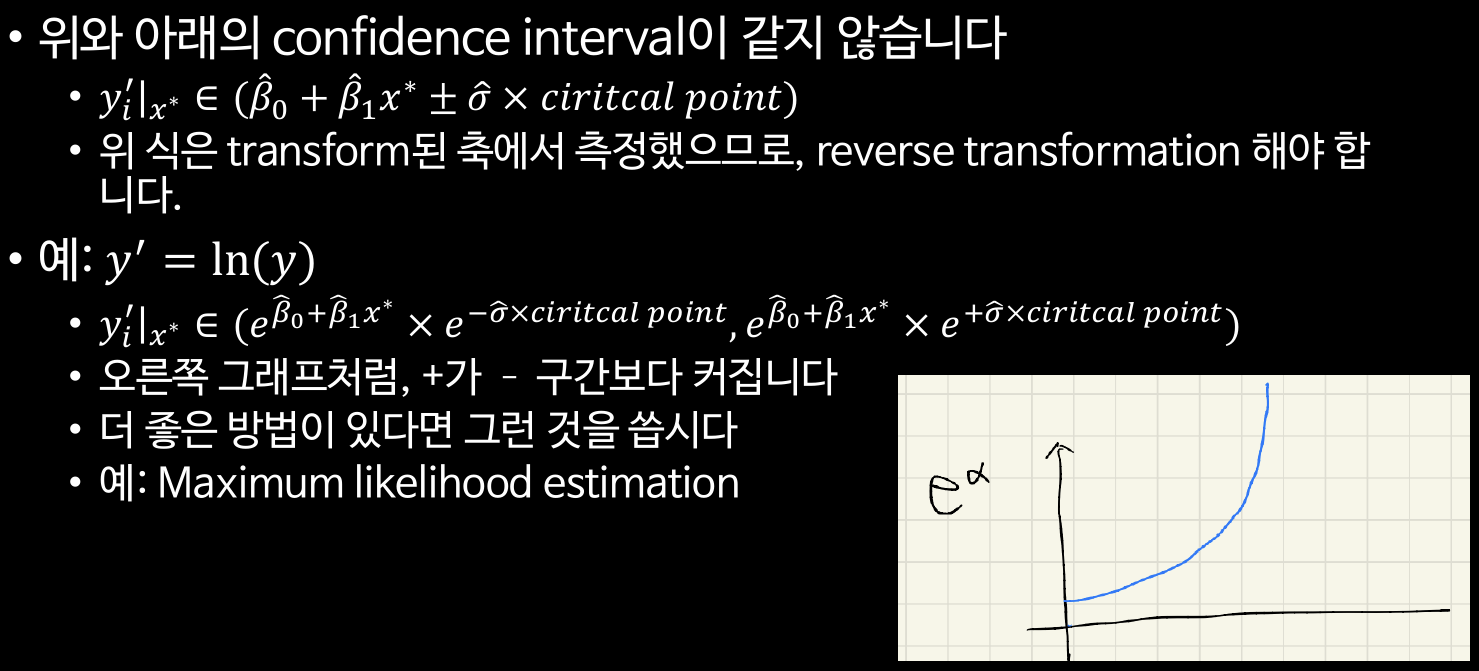 • 위와 아래의 confidence interval이 같지 않습니다
• $y_i'|_{x^*} \in (\hat{\beta}_0 + \hat{\beta}_1 x^* \pm \hat{\sigma} \times ciritcal\ point)$
• 위 식은 transform된 축에서 측정했으므로, reverse transformation 해야 합
니다.
• 예: $y' = \ln(y)$
• $y_i'|_{x^*} \in (e^{\hat{\beta}_0 + \hat{\beta}_1 x^*} \times e^{-\hat{\sigma} \times ciritcal\ point}, e^{\hat{\beta}_0 + \hat{\beta}_1 x^*} \times e^{+\hat{\sigma} \times ciritcal\ point})$
• 오른쪽 그래프처럼, +가 - 구간보다 커집니다
• 더 좋은 방법이 있다면 그런 것을 씁시다
• 예: Maximum likelihood estimation
$e^{\alpha}$